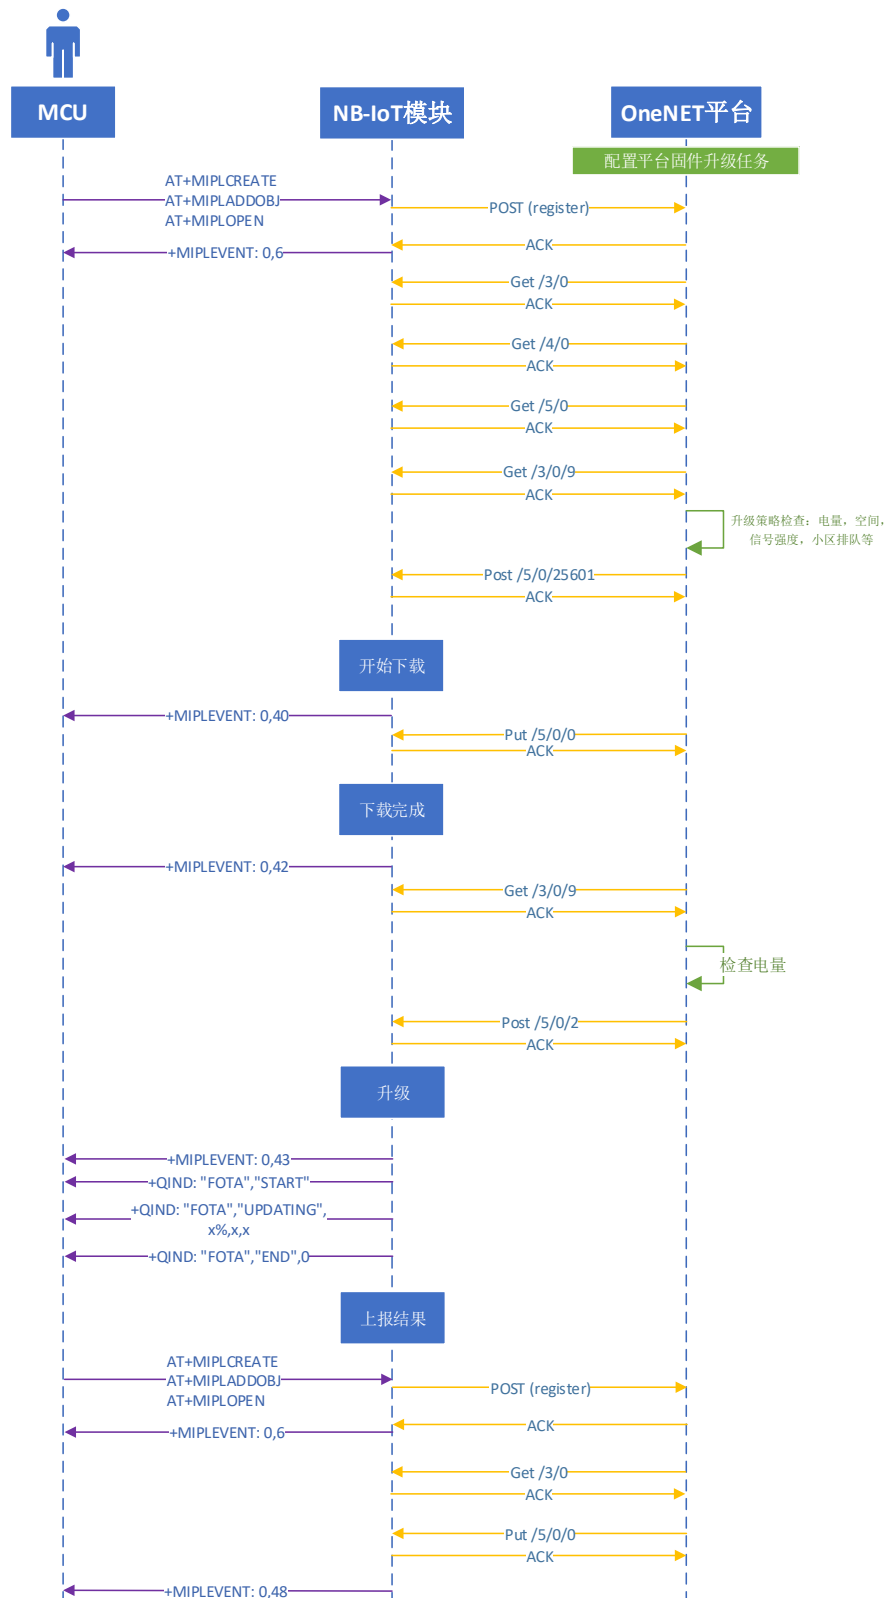 MCU
NB-IoT模块
OneNET平台
配置平台固件升级任务
AT+MIPLCREATE
AT+MIPLADDOBJ
AT+MIPLOPEN
POST (register)
ACK
+MIPLEVENT: 0,6
Get /3/0
ACK
Get /4/0
ACK
Get /5/0
ACK
Get /3/0/9
ACK
升级策略检查：电量，空间，
信号强度，小区排队等
Post /5/0/25601
ACK
开始下载
+MIPLEVENT: 0,40
Put /5/0/0
ACK
下载完成
+MIPLEVENT: 0,42
Get /3/0/9
ACK
检查电量
Post /5/0/2
ACK
升级
+MIPLEVENT: 0,43
+QIND: "FOTA","START"
+QIND: "FOTA","UPDATING",
x%,x,x
+QIND: "FOTA","END",0
上报结果
AT+MIPLCREATE
AT+MIPLADDOBJ
AT+MIPLOPEN
POST (register)
ACK
+MIPLEVENT: 0,6
Get /3/0
ACK
Put /5/0/0
ACK
+MIPLEVENT: 0,48